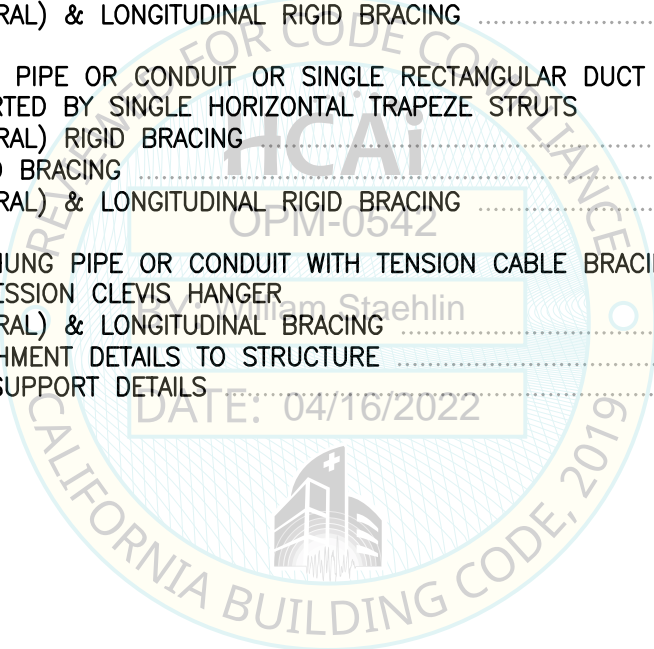 RAL) & LONGITUDINAL RIGID BRACING
PIPE OR CONDUIT OR SINGLE RECTANGULAR DUCT
RTED BY SINGLE HORIZONTAL TRAPEZE STRUTS
RAL) RIGID BRACING
D BRACING
RAL) & LONGITUDINAL RIGID BRACING
HUNG PIPE OR CONDUIT WITH TENSION CABLE BRACI
ESSION CLEVIS HANGER
RAL) & LONGITUDINAL BRACING
HMENT DETAILS TO STRUCTURE
SUPPORT DETAILS
REVIEWED FOR CODE COMPLIANCE
HCAi
OPM-0542
BY: William Staehlin
DATE: 04/16/2022
CALIFORNIA BUILDING CODE, 2019